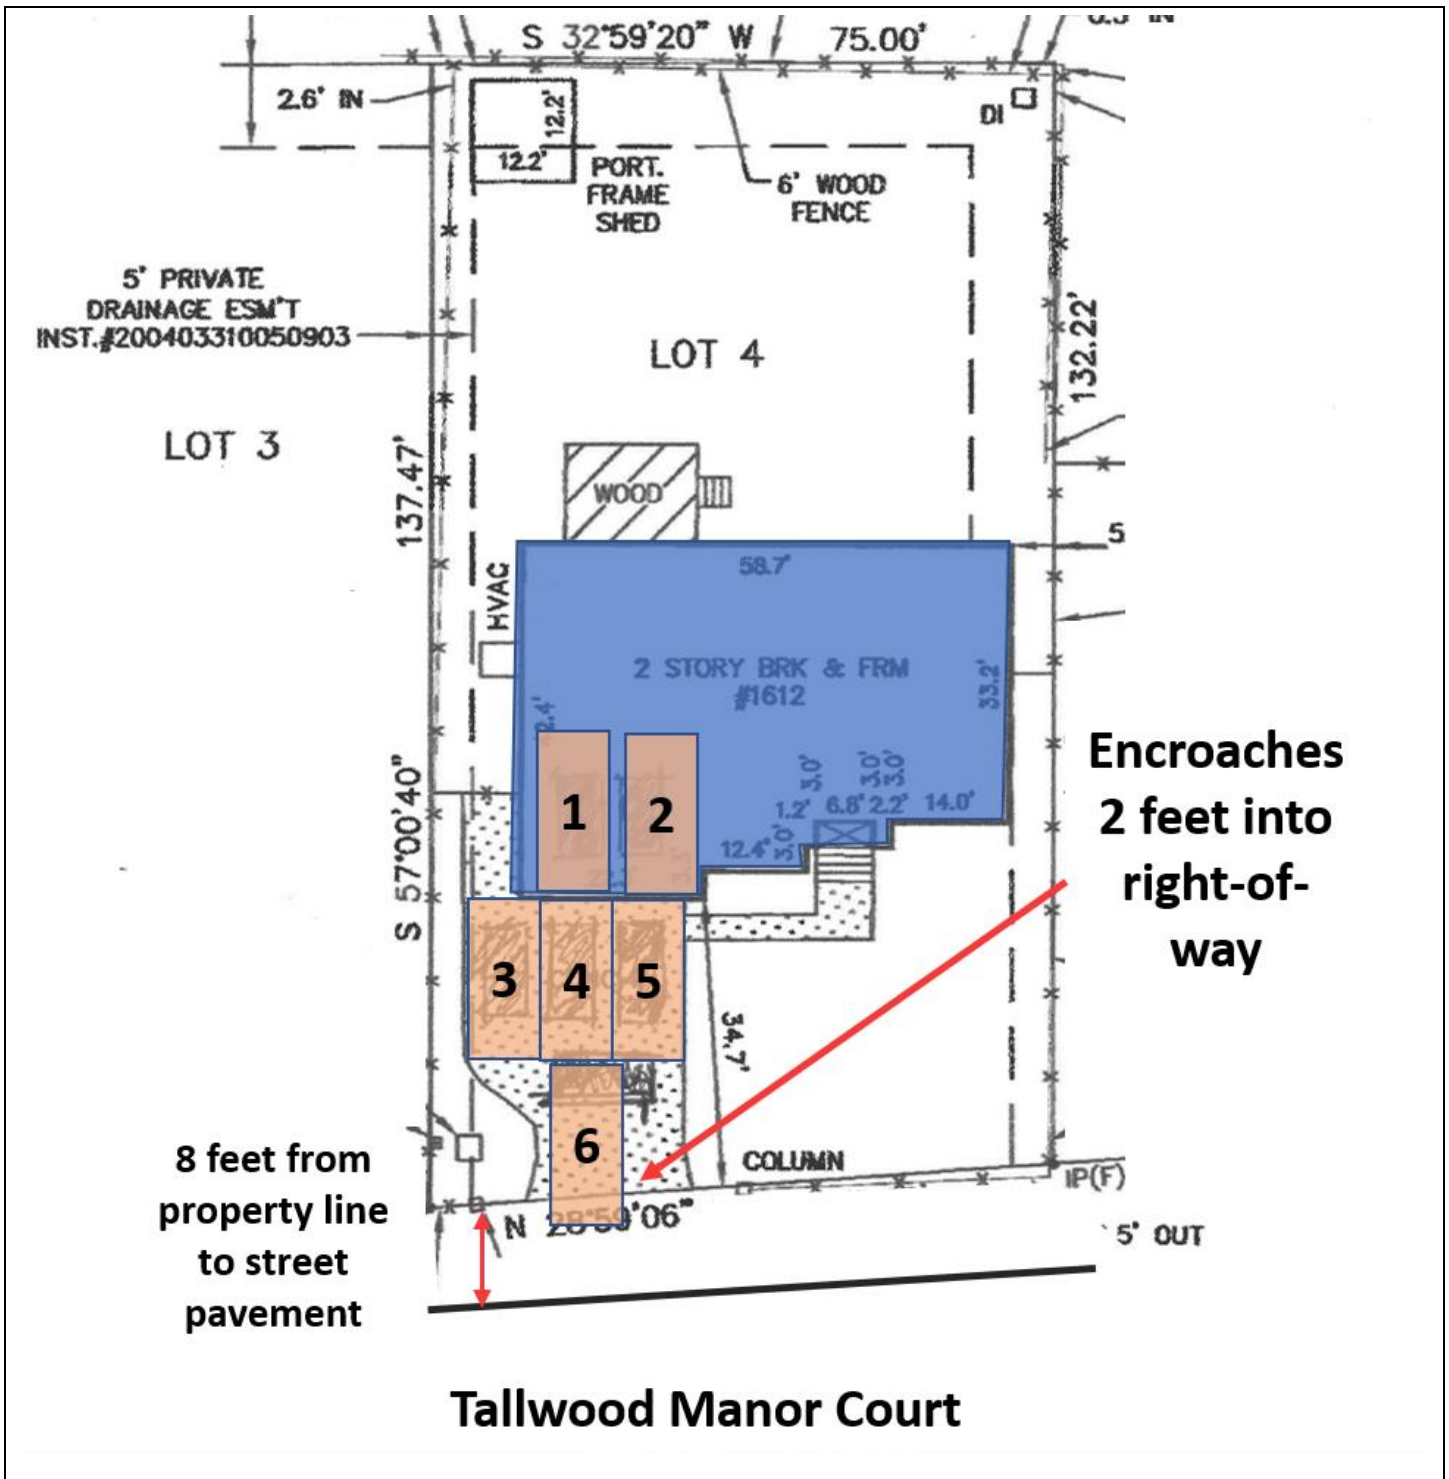 S 32°59'20" W 75.00'
2.6' IN
12.2'
12.2'
PORT.
FRAME
SHED
6' WOOD
FENCE
DI
5' PRIVATE
DRAINAGE ESM'T
INST.#200403310050903
LOT 4
LOT 3
137.47'
132.22'
WOOD
5
58.7'
HVAC
2 STORY BRK & FRM
#1612
33.2'
3.0'
3.0'
3.0'
1.2' 6.8' 2.2' 14.0'
12.4'
3.0'
S 57°00'40"
1
2
3
4
5
6
Encroaches
2 feet into
right-of-
way
34.7'
COLUMN
IP(F)
8 feet from
property line
to street
pavement
N 28°59'06"
5' OUT
Tallwood Manor Court